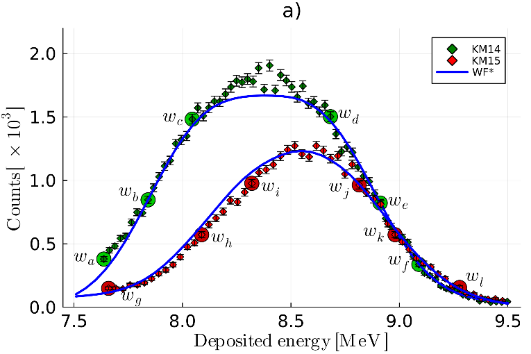 a)
Counts[ × 10³]
2.0
1.5
1.0
0.5
0.0
KM14
KM15
WF*
w_c
w_d
w_b
w_i
w_j
w_e
w_h
w_k
w_a
w_f
w_g
w_l
7.5 8.0 8.5 9.0 9.5
Deposited energy[MeV]